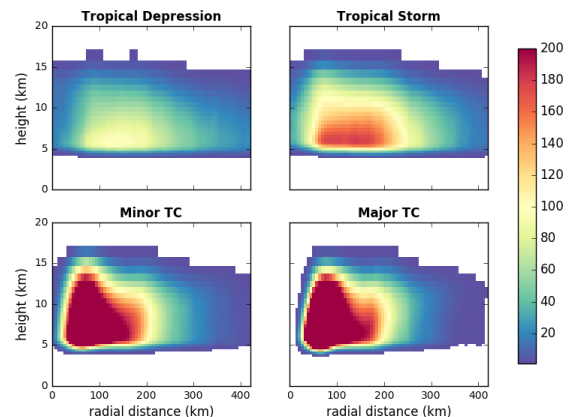 Tropical Depression
Tropical Storm
20
15
10
5
0
height (km)
200
180
160
140
120
100
80
60
40
20
Minor TC
Major TC
20
15
10
5
0
height (km)
0 100 200 300 400
0 100 200 300 400
radial distance (km)
radial distance (km)